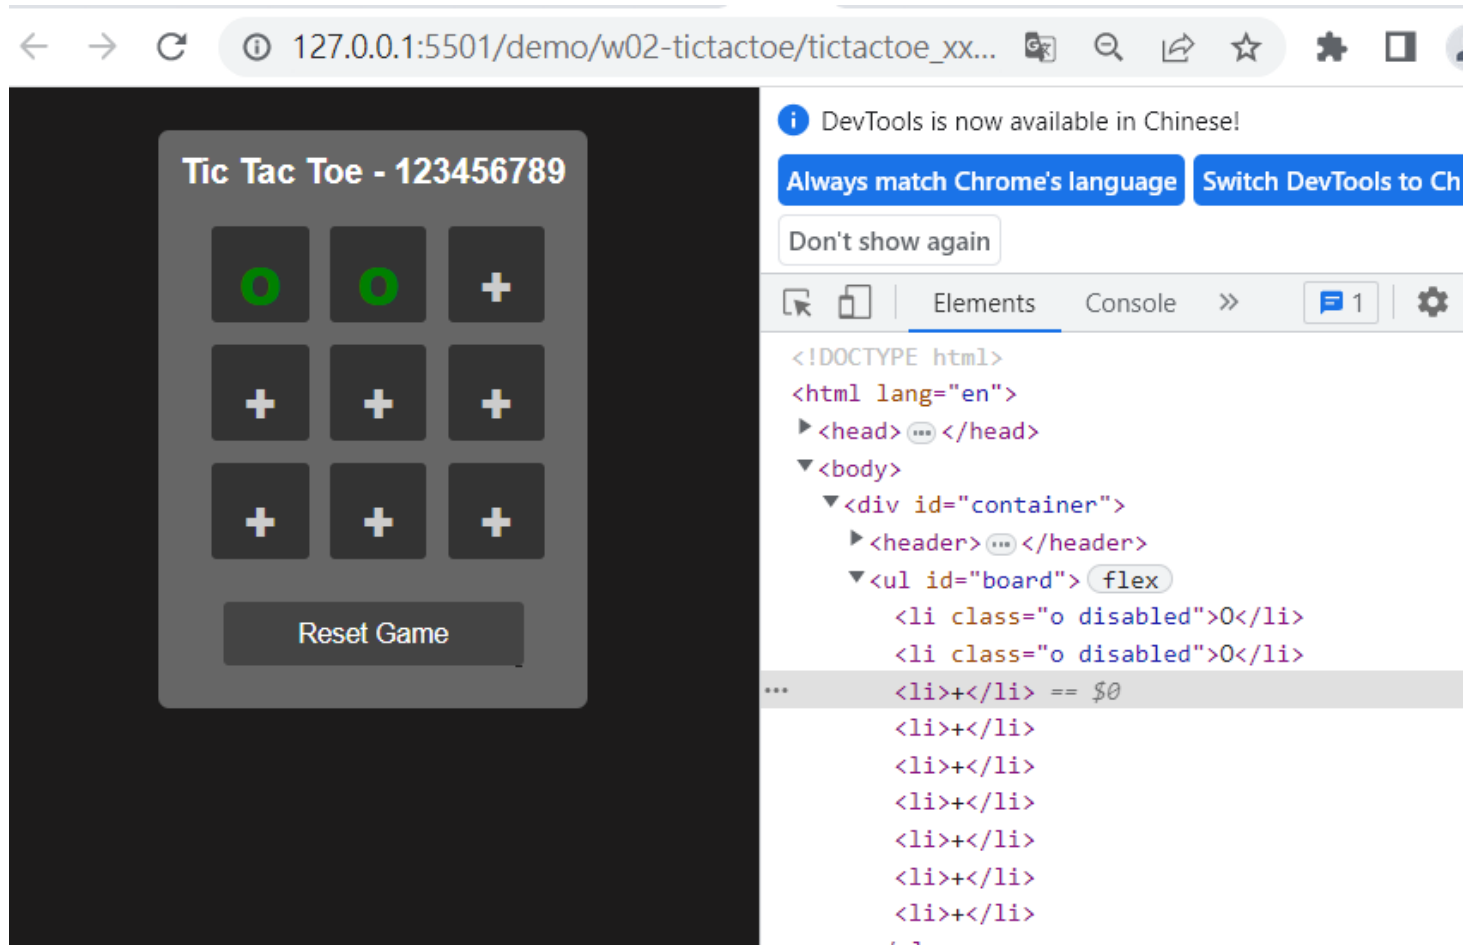 127.0.0.1:5501/demo/w02-tictactoe/tictactoe_xx...
Tic Tac Toe - 123456789
O O +
+ + +
+ + +
Reset Game
DevTools is now available in Chinese!
Always match Chrome's language Switch DevTools to Ch
Don't show again
Elements Console » 1
<!DOCTYPE html>
<html lang="en">
<head> ... </head>
<body>
<div id="container">
<header> ... </header>
<ul id="board"> flex
<li class="o disabled">O</li>
<li class="o disabled">O</li>
... <li>+</li> == $0
<li>+</li>
<li>+</li>
<li>+</li>
<li>+</li>
<li>+</li>
<li>+</li>